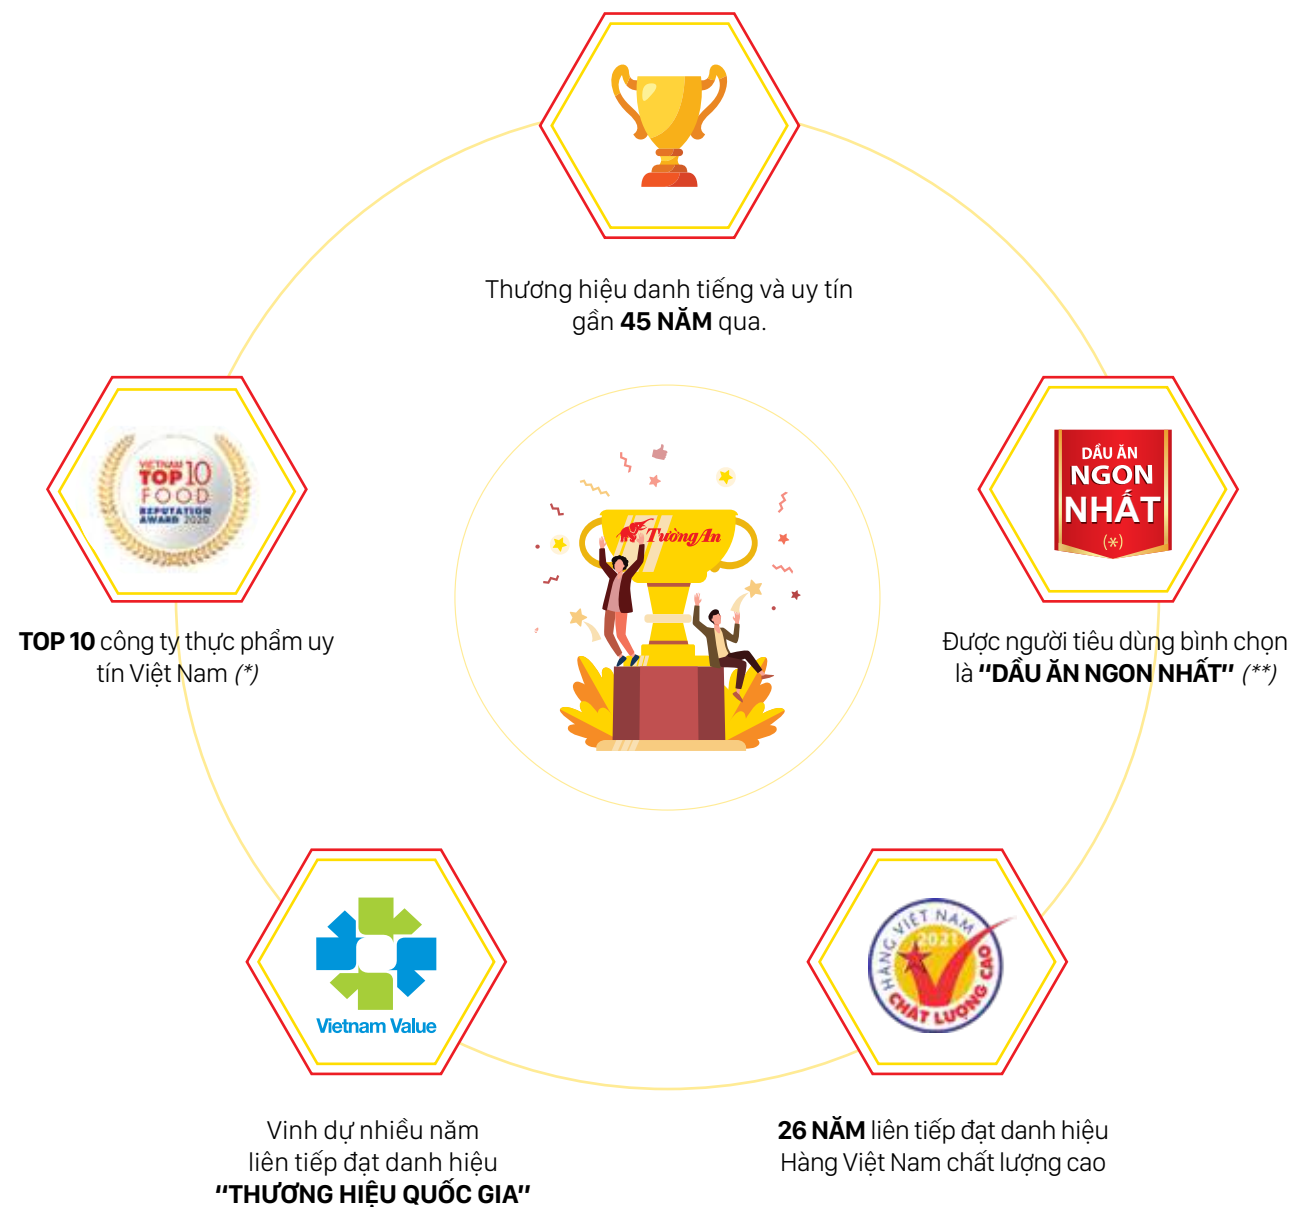 Thương hiệu danh tiếng và uy tín
gần 45 NĂM qua.
VIETNAM
TOP 10
FOOD
REPUTATION
AWARD 2020
TOP 10 công ty thực phẩm uy
tín Việt Nam (*)
Tường An
DẦU ĂN
NGON
NHẤT
(*)
Được người tiêu dùng bình chọn
là "DẦU ĂN NGON NHẤT" (**)
Vietnam Value
Vinh dự nhiều năm
liên tiếp đạt danh hiệu
"THƯƠNG HIỆU QUỐC GIA"
HÀNG VIỆT NAM
2021
CHẤT LƯỢNG CAO
26 NĂM liên tiếp đạt danh hiệu
Hàng Việt Nam chất lượng cao